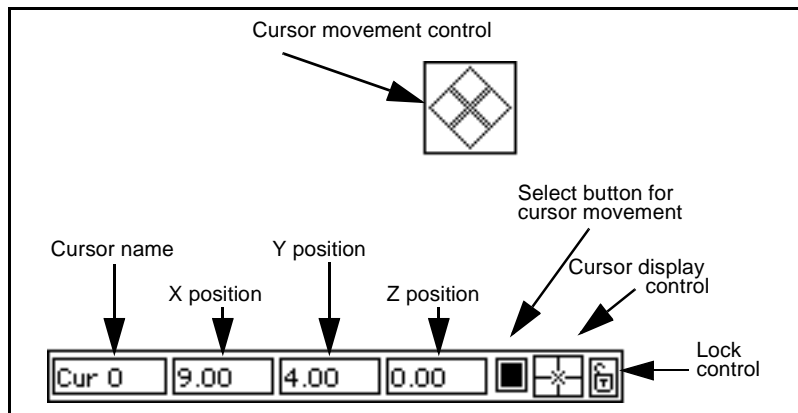 Cursor movement control
Select button for
cursor movement
Cursor name
Y position
Cursor display
control
X position
Z position
Lock
control
Cur 0
9.00
4.00
0.00